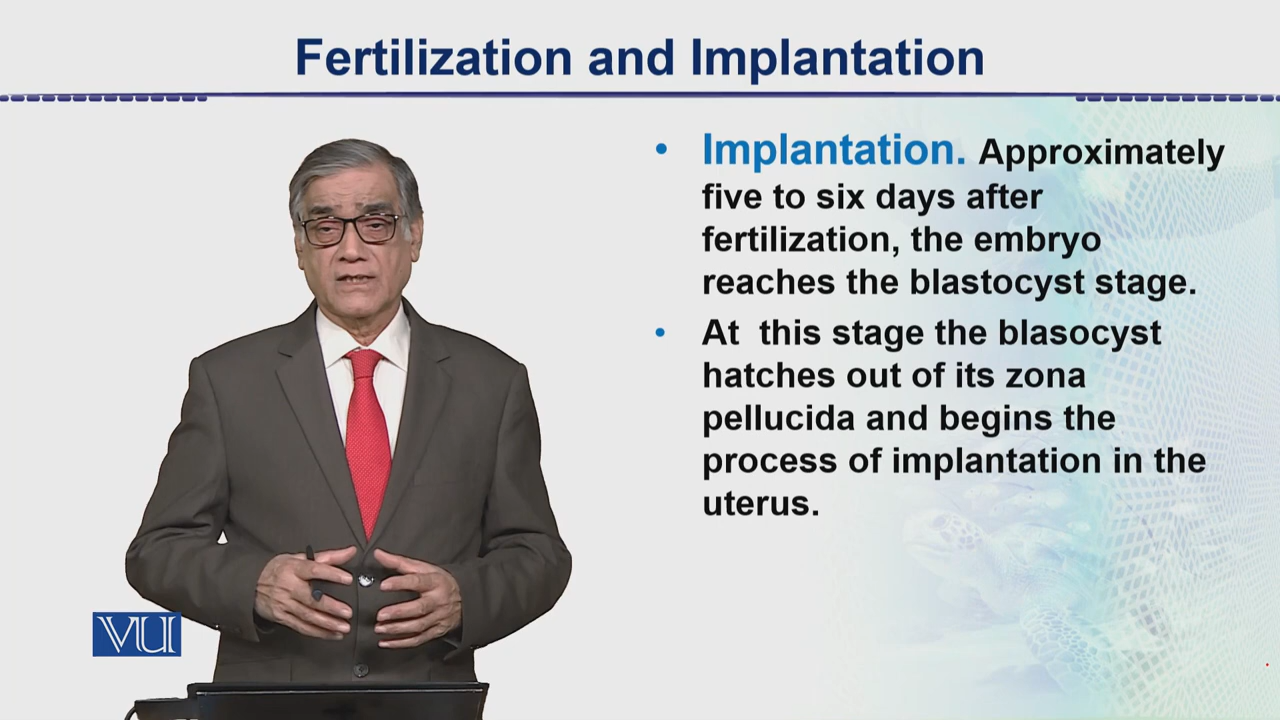 Fertilization and Implantation
• Implantation. Approximately
five to six days after
fertilization, the embryo
reaches the blastocyst stage.
• At  this stage the blasocyst
hatches out of its zona
pellucida and begins the
process of implantation in the
uterus.
VU